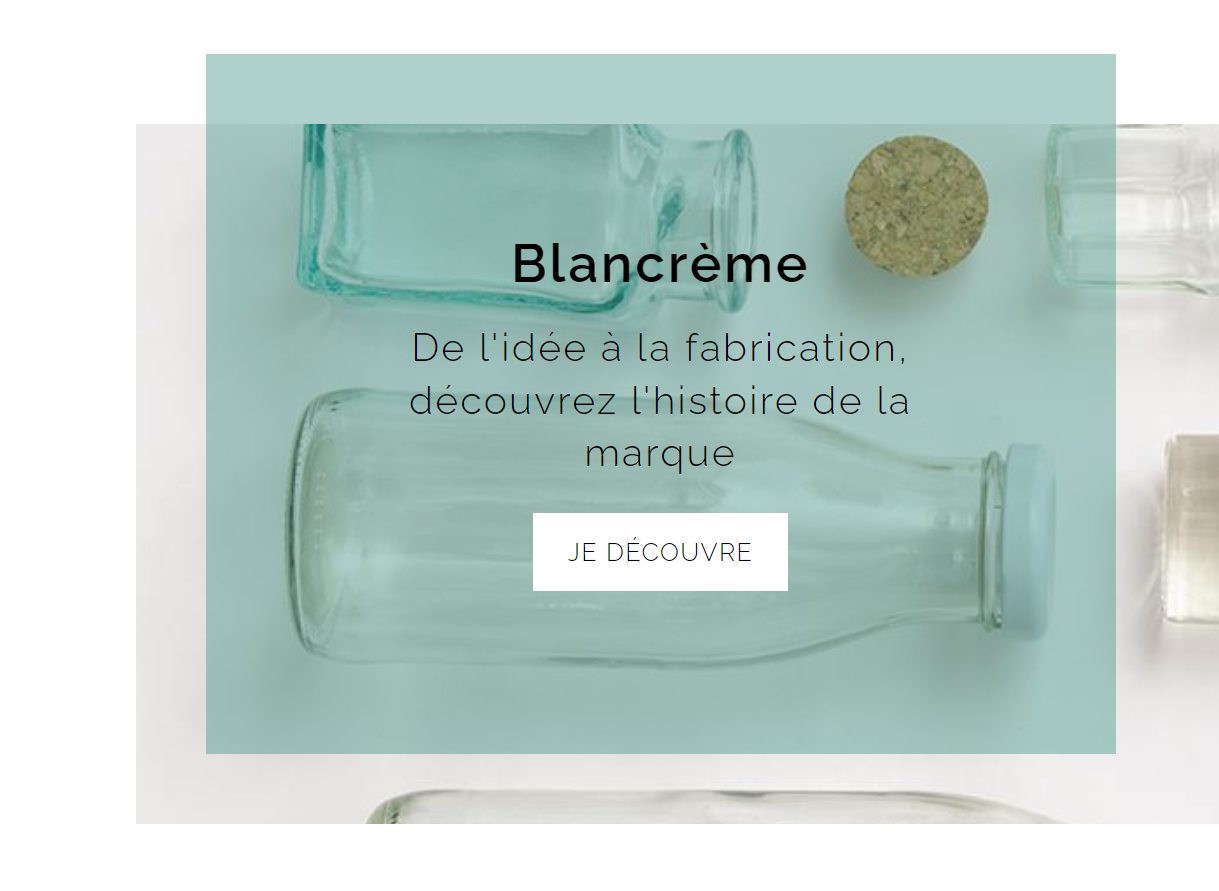 Blancrème
De l'idée à la fabrication,
découvrez l'histoire de la
marque
JE DÉCOUVRE